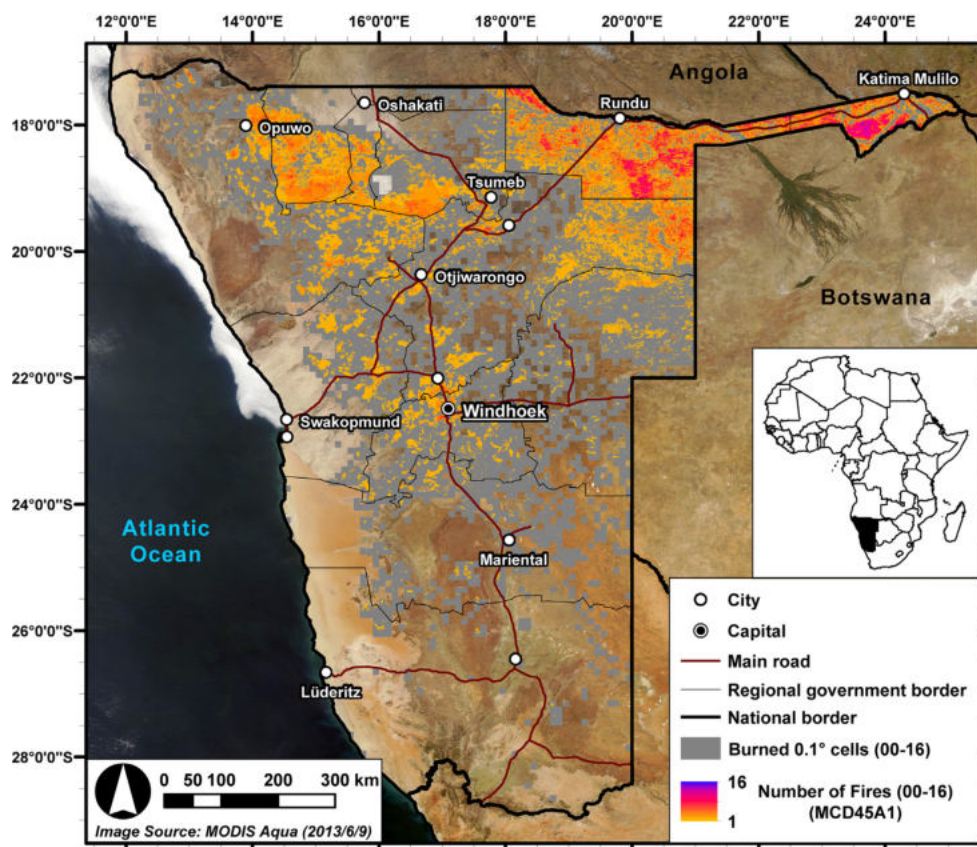 12°0'0"E 14°0'0"E 16°0'0"E 18°0'0"E 20°0'0"E 22°0'0"E 24°0'0"E
Angola
Katima Mulilo
Oshakati
Rundu
18°0'0"S
Opuwo
Tsumeb
20°0'0"S
Otjiwarongo
Botswana
22°0'0"S
Swakopmund
Windhoek
24°0'0"S
Atlantic
Ocean
Mariental
26°0'0"S
Lüderitz
28°0'0"S
City
Capital
Main road
Regional government border
National border
Burned 0.1° cells (00-16)
16
Number of Fires (00-16)
(MCD45A1)
1
0 50 100 200 300 km
Image Source: MODIS Aqua (2013/6/9)